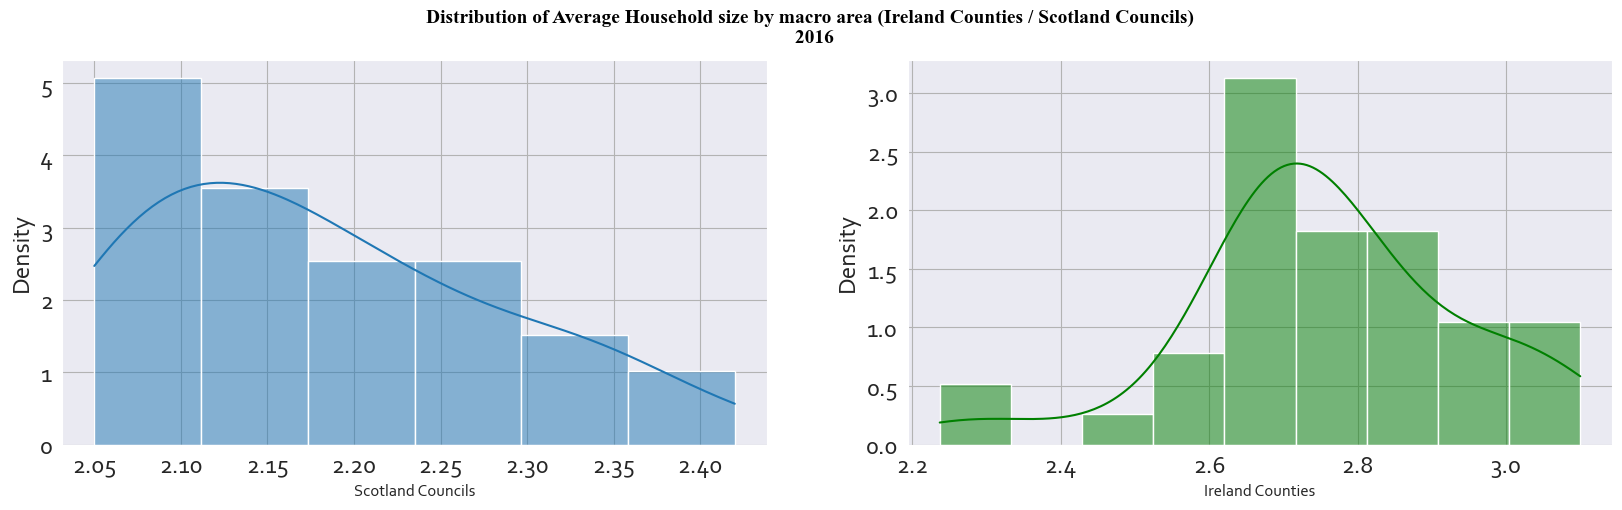 Distribution of Average Household size by macro area (Ireland Counties / Scotland Councils)
2016
Density
5
4
3
2
1
0
2.05 2.10 2.15 2.20 2.25 2.30 2.35 2.40
Scotland Councils
Density
3.0
2.5
2.0
1.5
1.0
0.5
0.0
2.2 2.4 2.6 2.8 3.0
Ireland Counties